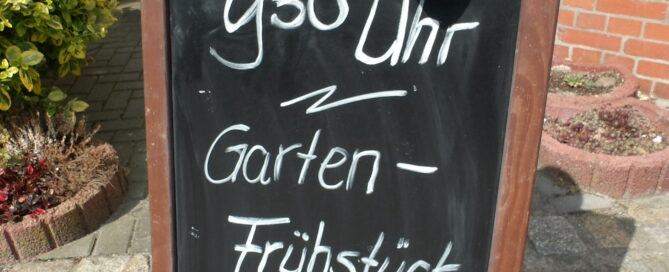 9³⁰ Uhr
Garten-
Frühstück